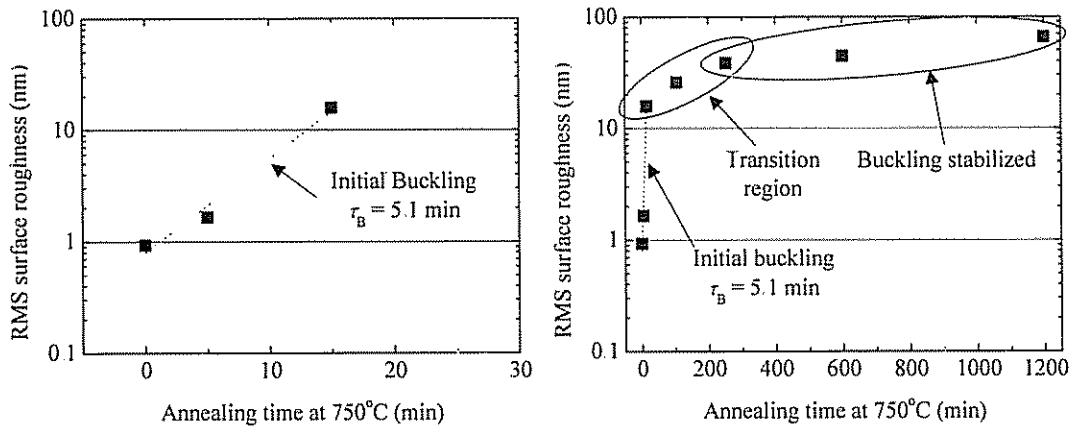 RMS surface roughness (nm)
100
10
1
0.1
Initial Buckling
τB = 5.1 min
0
10
20
30
Annealing time at 750°C (min)
RMS surface roughness (nm)
100
10
1
0.1
Transition
region
Buckling stabilized
Initial buckling
τB = 5.1 min
0
200
400
600
800
1000
1200
Annealing time at 750°C (min)